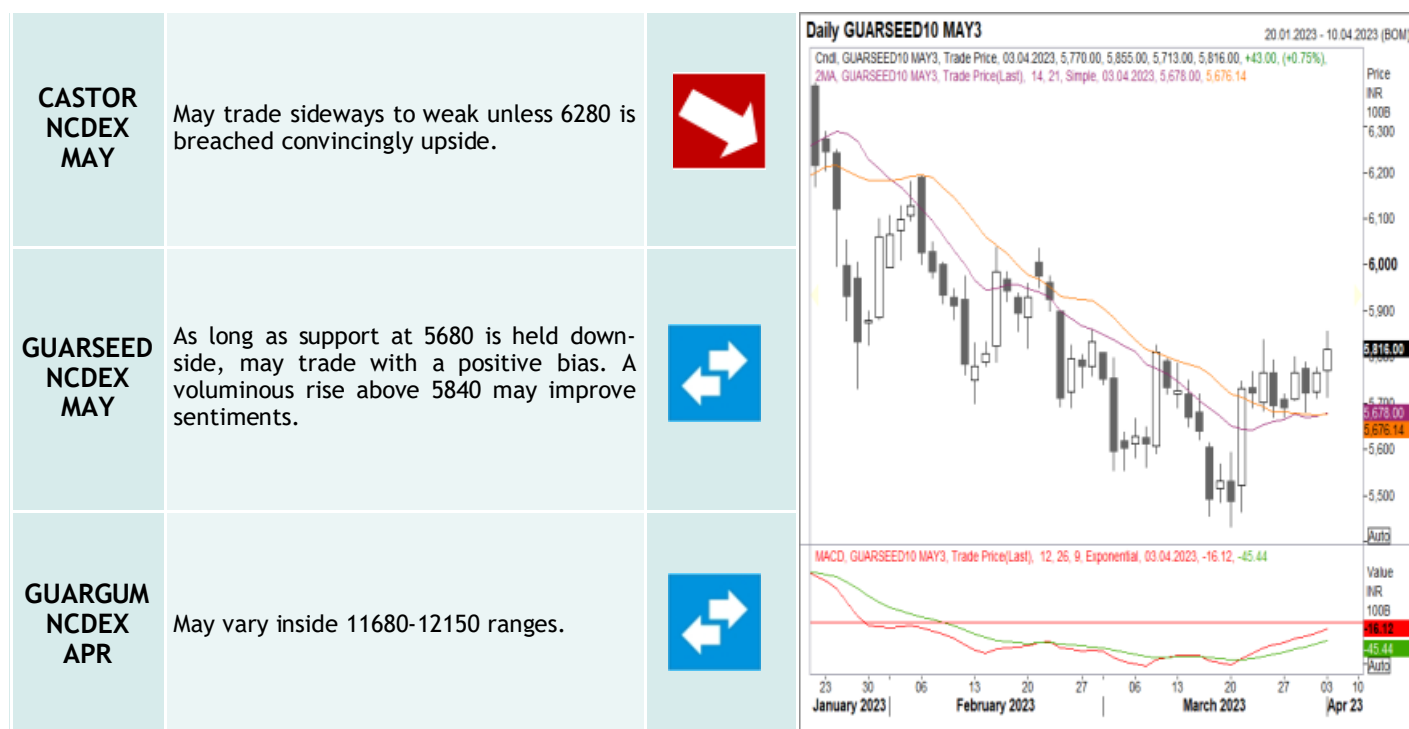 CASTOR
NCDEX
MAY
May trade sideways to weak unless 6280 is
breached convincingly upside.
GUARSEED
NCDEX
MAY
As long as support at 5680 is held down-
side, may trade with a positive bias. A
voluminous rise above 5840 may improve
sentiments.
GUARGUM
NCDEX
APR
May vary inside 11680-12150 ranges.
Daily GUARSEED10 MAY3
20.01.2023 - 10.04.2023 (BOM)
Cndl, GUARSEED10 MAY3, Trade Price, 03.04.2023, 5,770.00, 5,855.00, 5,713.00, 5,816.00, +43.00, (+0.75%),
2MA, GUARSEED10 MAY3, Trade Price(Last), 14, 21, Simple, 03.04.2023, 5,678.00, 5,676.14
Price
INR
100B
6,300
6,200
6,100
6,000
5,900
5,816.00
5,800
5,700
5,678.00
5,676.14
5,600
5,500
Auto
MACD, GUARSEED10 MAY3, Trade Price(Last), 12, 26, 9, Exponential, 03.04.2023, -16.12, -45.44
Value
INR
100B
-16.12
-45.44
Auto
23 30 06 13 20 27 06 13 20 27 03 10
January 2023 February 2023 March 2023 Apr 23